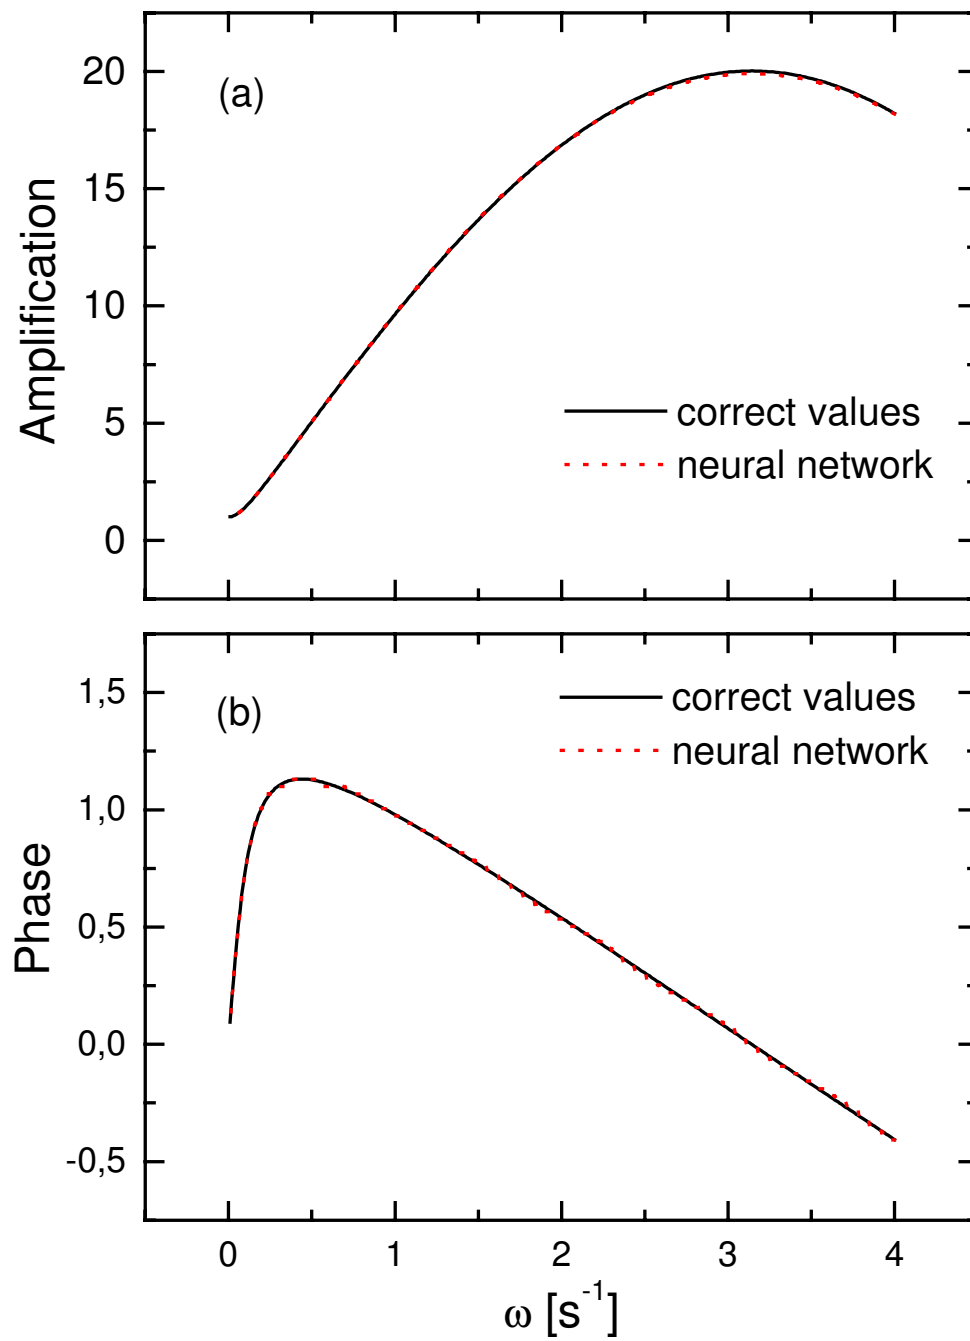 (a)
20
15
10
5
0
Amplification
correct values
neural network
(b)
1,5
1,0
0,5
0,0
-0,5
Phase
correct values
neural network
0 1 2 3 4
ω [s⁻¹]